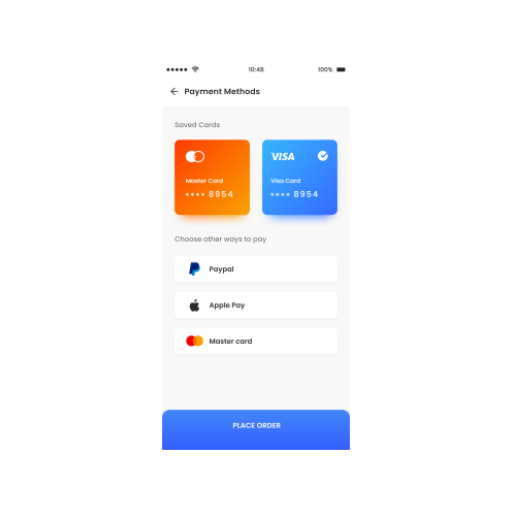 10:48 100%
Payment Methods
Saved Cards
Master Card
**** 8954
VISA
Visa Card
**** 8954
Choose other ways to pay
Paypal
Apple Pay
Master card
PLACE ORDER